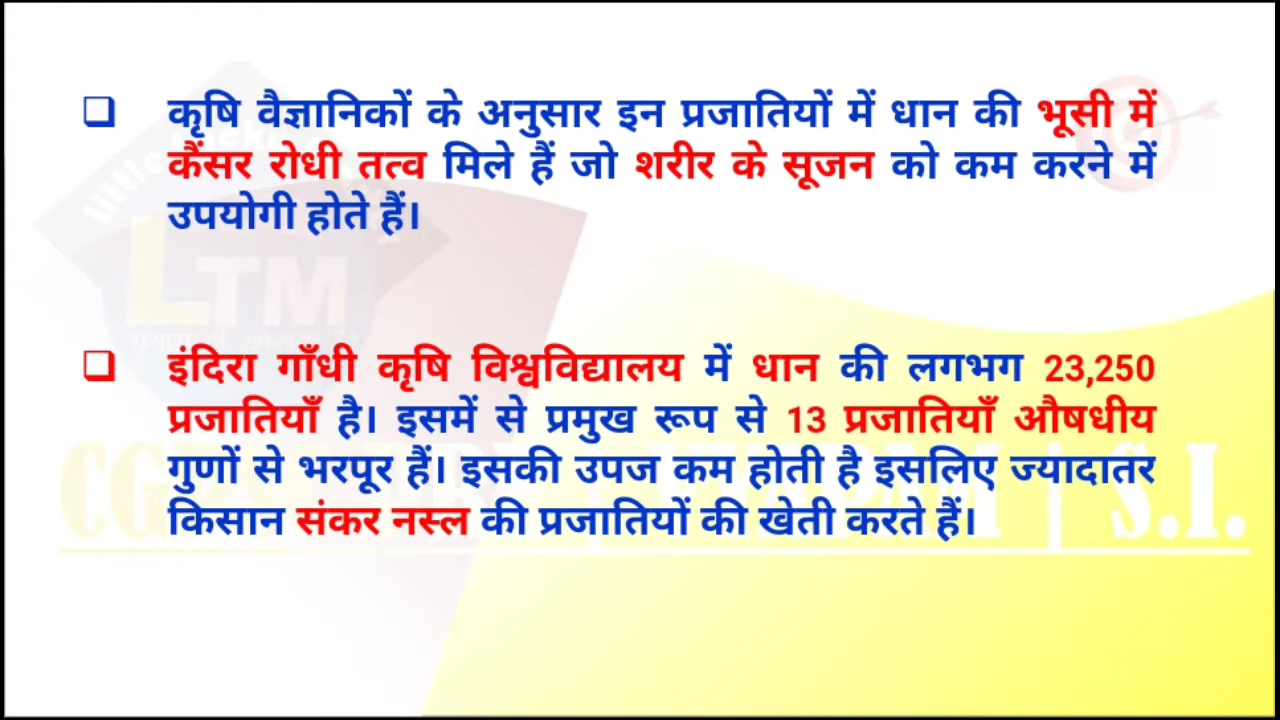 ❑ कृषि वैज्ञानिकों के अनुसार इन प्रजातियों में धान की भूसी में
कैंसर रोधी तत्व मिले हैं जो शरीर के सूजन को कम करने में
उपयोगी होते हैं।
LTM
❑ इंदिरा गाँधी कृषि विश्वविद्यालय में धान की लगभग 23,250
प्रजातियाँ है। इसमें से प्रमुख रूप से 13 प्रजातियाँ औषधीय
गुणों से भरपूर हैं। इसकी उपज कम होती है इसलिए ज्यादातर
किसान संकर नस्ल की प्रजातियों की खेती करते हैं।
S.I.